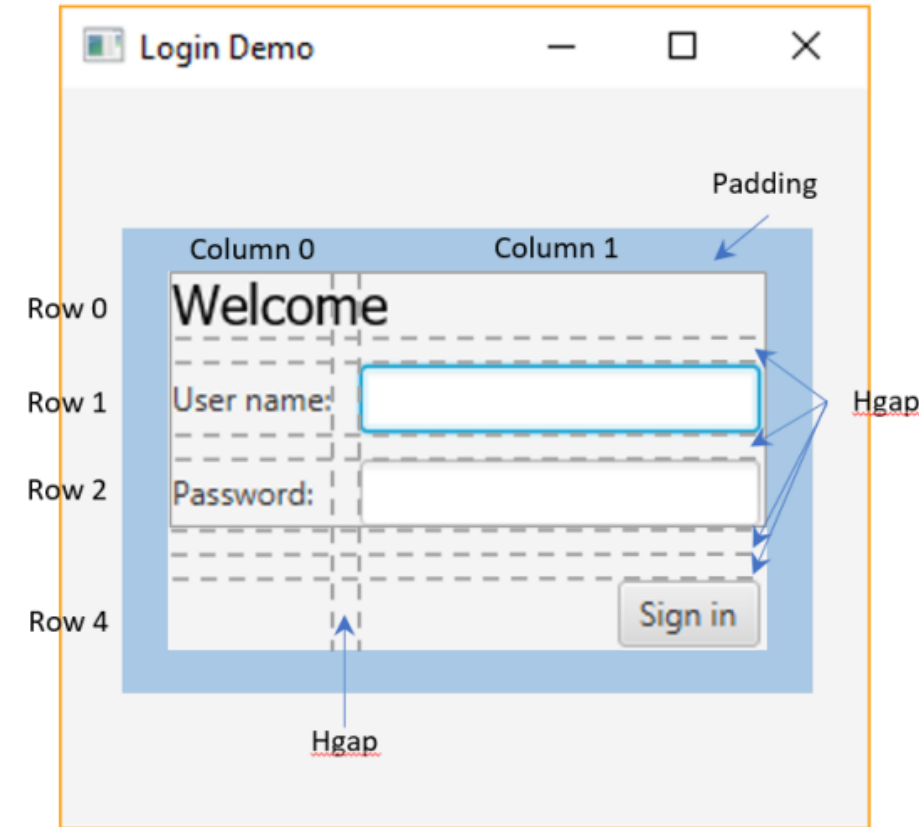 Login Demo
Padding
Column 0 Column 1
Row 0 Welcome
Row 1 User name: Hgap
Row 2 Password:
Row 4 Sign in
Hgap